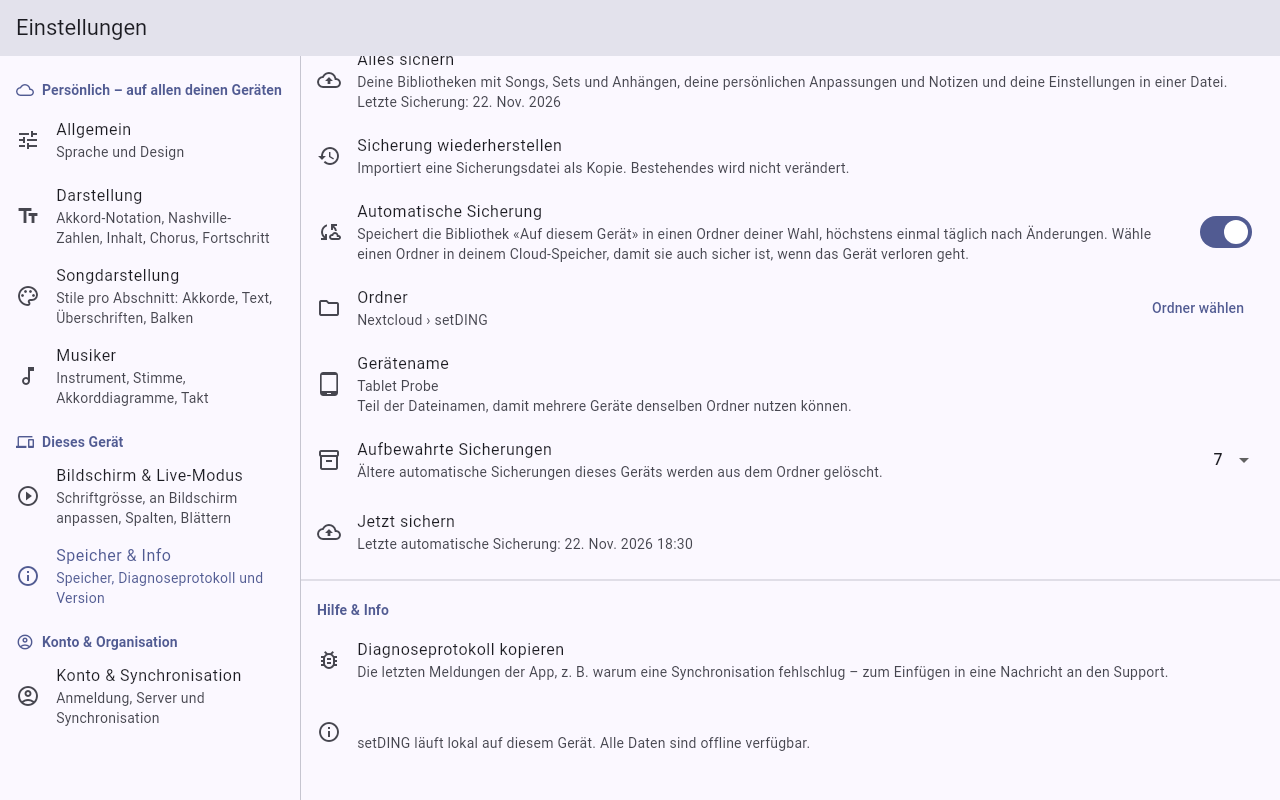 Einstellungen
Persönlich – auf allen deinen Geräten
Allgemein
Sprache und Design
Darstellung
Akkord-Notation, Nashville-
Zahlen, Inhalt, Chorus, Fortschritt
Songdarstellung
Stile pro Abschnitt: Akkorde, Text,
Überschriften, Balken
Musiker
Instrument, Stimme,
Akkorddiagramme, Takt
Dieses Gerät
Bildschirm & Live-Modus
Schriftgrösse, an Bildschirm
anpassen, Spalten, Blättern
Speicher & Info
Speicher, Diagnoseprotokoll und
Version
Konto & Organisation
Konto & Synchronisation
Anmeldung, Server und
Synchronisation
Alles sichern
Deine Bibliotheken mit Songs, Sets und Anhängen, deine persönlichen Anpassungen und Notizen und deine Einstellungen in einer Datei.
Letzte Sicherung: 22. Nov. 2026
Sicherung wiederherstellen
Importiert eine Sicherungsdatei als Kopie. Bestehendes wird nicht verändert.
Automatische Sicherung
Speichert die Bibliothek «Auf diesem Gerät» in einen Ordner deiner Wahl, höchstens einmal täglich nach Änderungen. Wähle
einen Ordner in deinem Cloud-Speicher, damit sie auch sicher ist, wenn das Gerät verloren geht.
Ordner
Nextcloud › setDING
Ordner wählen
Gerätename
Tablet Probe
Teil der Dateinamen, damit mehrere Geräte denselben Ordner nutzen können.
Aufbewahrte Sicherungen
Ältere automatische Sicherungen dieses Geräts werden aus dem Ordner gelöscht.
7
Jetzt sichern
Letzte automatische Sicherung: 22. Nov. 2026 18:30
Hilfe & Info
Diagnoseprotokoll kopieren
Die letzten Meldungen der App, z. B. warum eine Synchronisation fehlschlug – zum Einfügen in eine Nachricht an den Support.
setDING läuft lokal auf diesem Gerät. Alle Daten sind offline verfügbar.